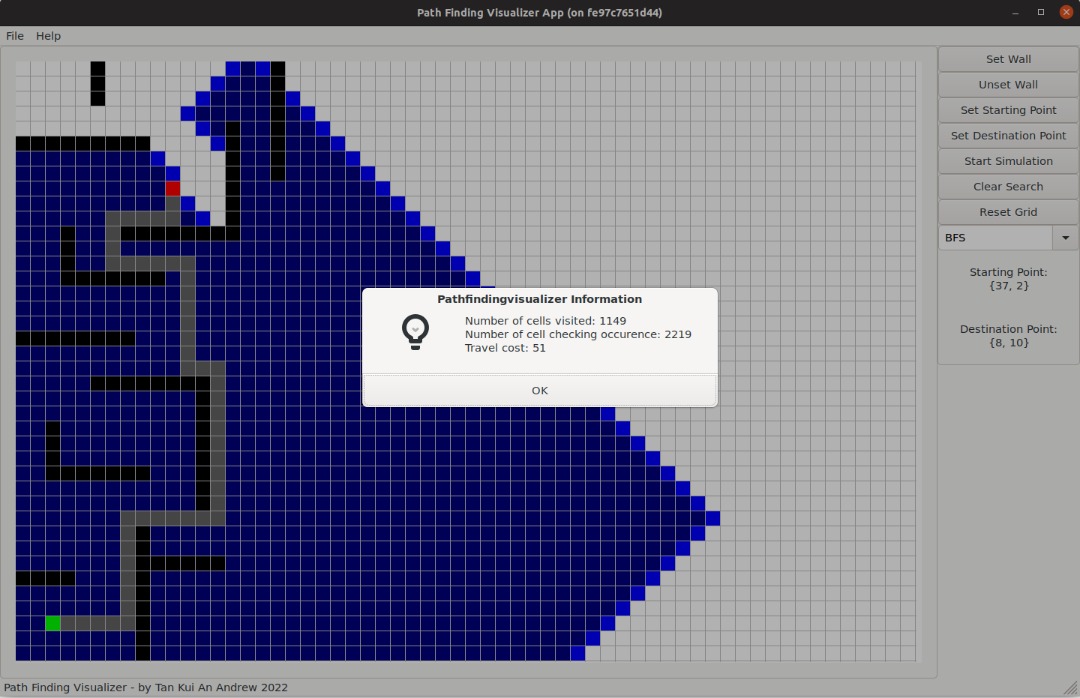 Path Finding Visualizer App (on fe97c7651d44)
File Help
Set Wall
Unset Wall
Set Starting Point
Set Destination Point
Start Simulation
Clear Search
Reset Grid
BFS
Starting Point:
{37, 2}
Destination Point:
{8, 10}
Pathfindingvisualizer Information
Number of cells visited: 1149
Number of cell checking occurence: 2219
Travel cost: 51
OK
Path Finding Visualizer - by Tan Kui An Andrew 2022